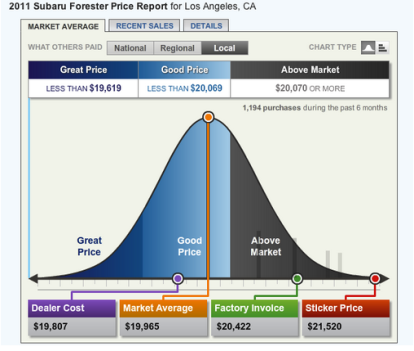 2011 Subaru Forester Price Report for Los Angeles, CA
MARKET AVERAGE RECENT SALES DETAILS
WHAT OTHERS PAID National Regional Local CHART TYPE
Great Price Good Price Above Market
LESS THAN $19,619 LESS THAN $20,069 $20,070 OR MORE
1,194 purchases during the past 6 months
Great Price
Good Price
Above Market
Dealer Cost Market Average Factory Invoice Sticker Price
$19,807 $19,965 $20,422 $21,520